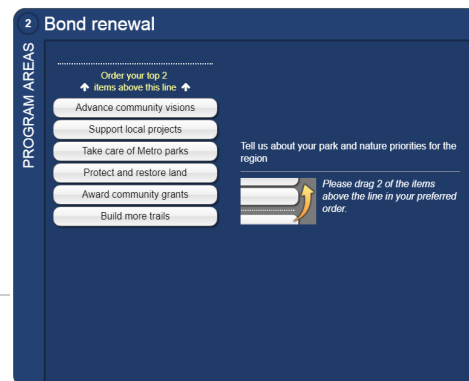 2 Bond renewal
PROGRAM AREAS
Order your top 2
items above this line
Advance community visions
Support local projects
Take care of Metro parks
Protect and restore land
Award community grants
Build more trails
Tell us about your park and nature priorities for the
region
Please drag 2 of the items
above the line in your preferred
order.